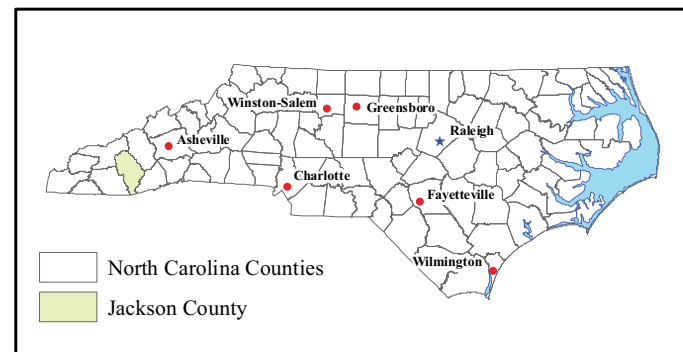 Winston-Salem
Greensboro
Raleigh
Asheville
Charlotte
Fayetteville
Wilmington
North Carolina Counties
Jackson County